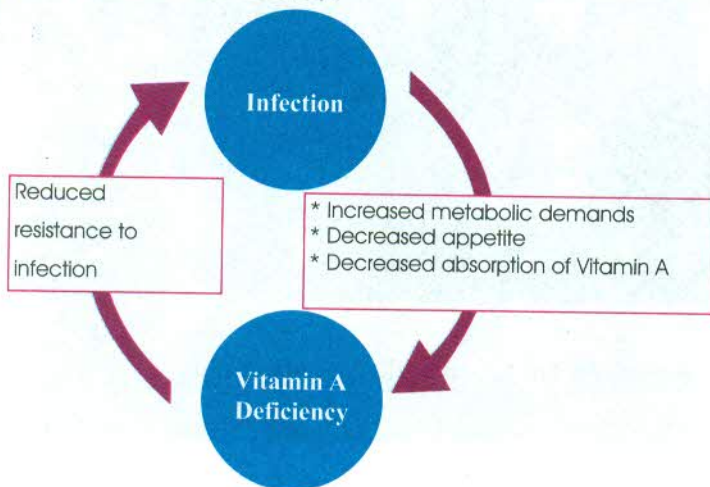 Infection
Reduced
resistance to
infection
* Increased metabolic demands
* Decreased appetite
* Decreased absorption of Vitamin A
Vitamin A
Deficiency